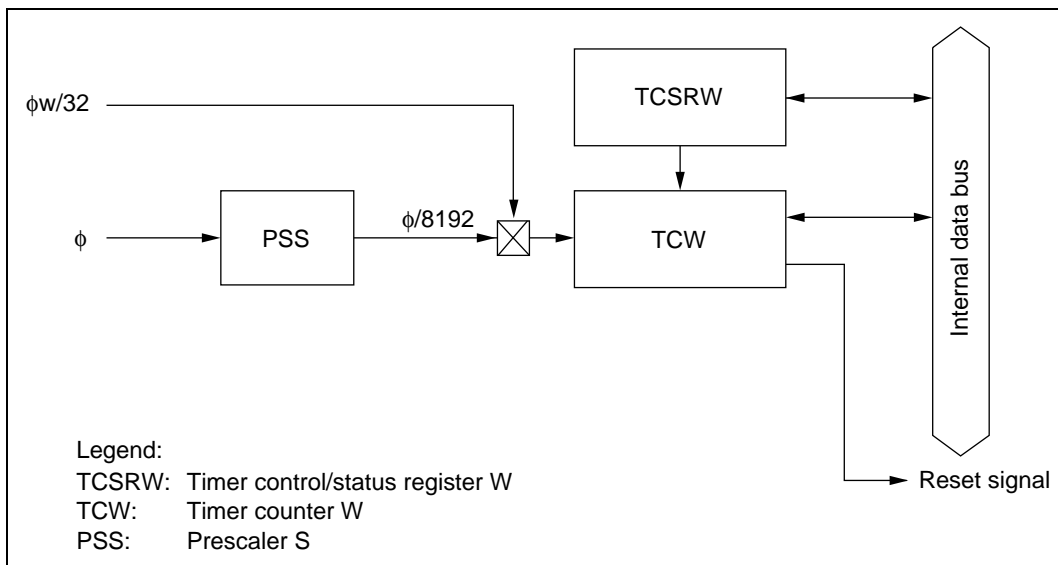 φw/32
TCSRW
φ
PSS
φ/8192
TCW
Internal data bus
Reset signal
Legend:
TCSRW: Timer control/status register W
TCW: Timer counter W
PSS: Prescaler S